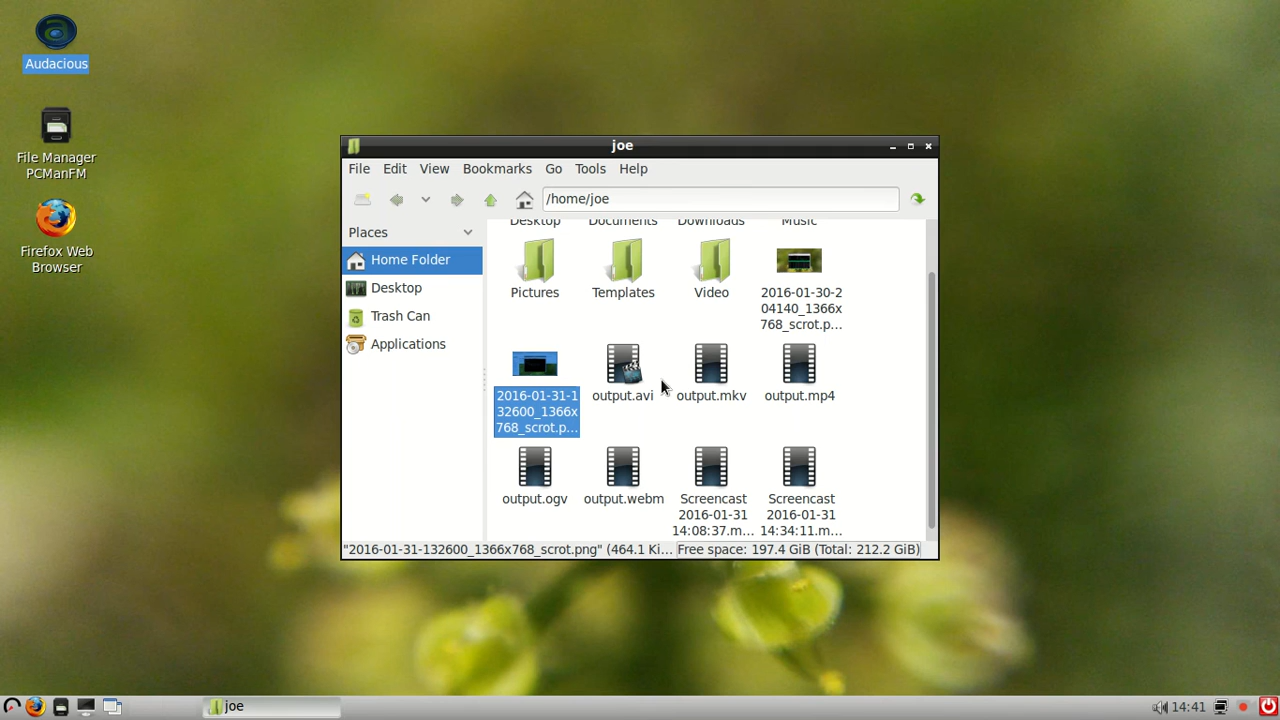 Audacious
File Manager
PCManFM
Firefox Web
Browser
joe
File Edit View Bookmarks Go Tools Help
/home/joe
Places
Home Folder
Desktop
Trash Can
Applications
Desktop Documents Downloads Music
Pictures Templates Video 2016-01-30-2
04140_1366x
768_scrot.p...
2016-01-31-1
32600_1366x
768_scrot.p...
output.avi output.mkv output.mp4
output.ogv output.webm
Screencast
2016-01-31
14:08:37.m...
Screencast
2016-01-31
14:34:11.m...
"2016-01-31-132600_1366x768_scrot.png" (464.1 Ki... Free space: 197.4 GiB (Total: 212.2 GiB)
joe 14:41